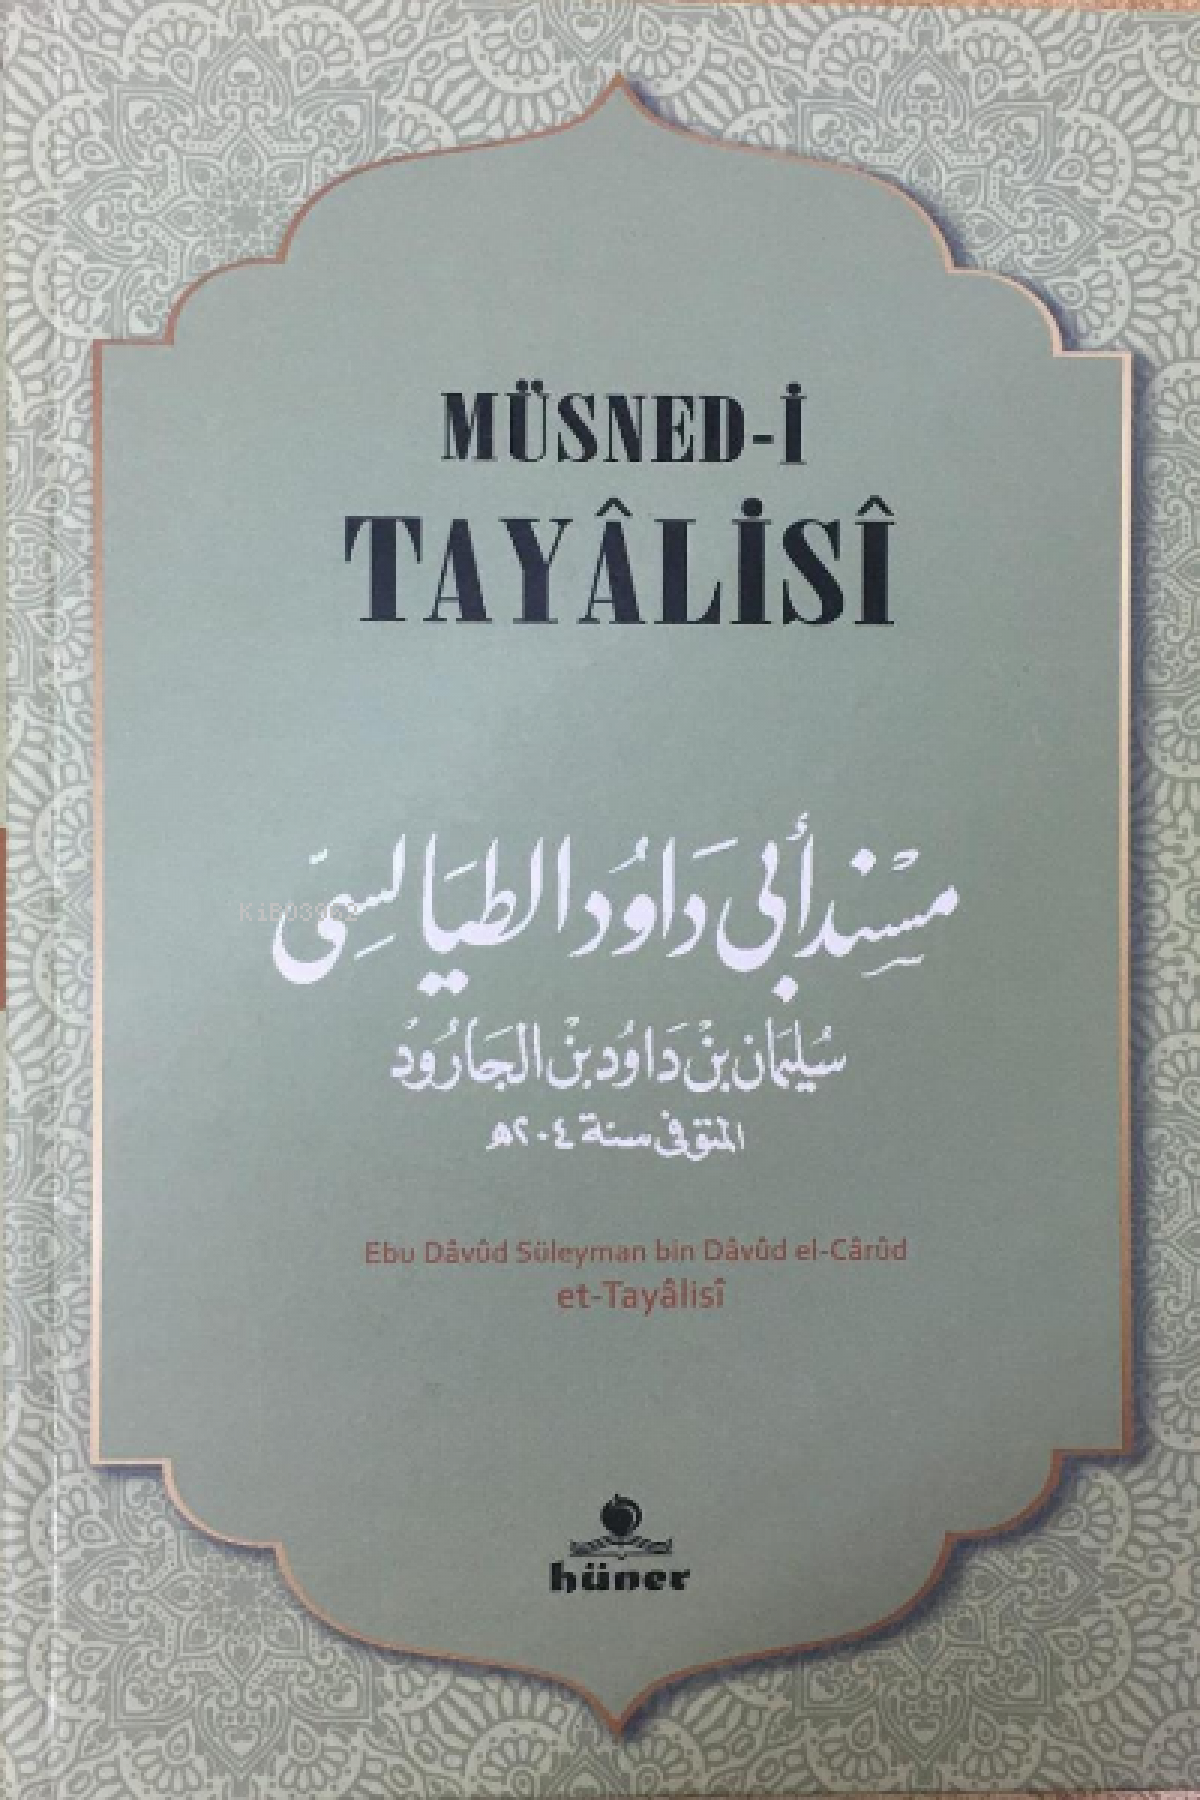 MÜSNED-İ
TAYÂLİSÎ
مسند أبي داود الطيالسي
سليمان بن داود بن الجارود
المتوفى سنة ٢٠٤هـ
Ebu Dâvûd Süleyman bin Dâvûd el-Cârûd
et-Tayâlisî
hüner